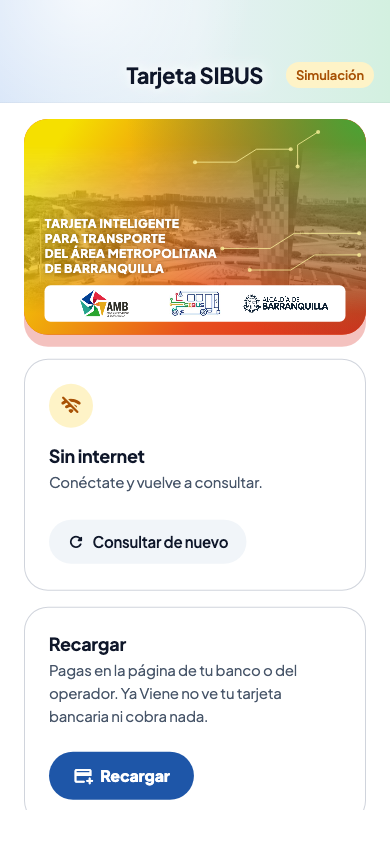 Tarjeta SIBUS
Simulación
TARJETA INTELIGENTE
PARA TRANSPORTE
DEL ÁREA METROPOLITANA
DE BARRANQUILLA
AMB
SIBUS
ALCALDÍA DE
BARRANQUILLA
Sin internet
Conéctate y vuelve a consultar.
Consultar de nuevo
Recargar
Pagas en la página de tu banco o del
operador. Ya Viene no ve tu tarjeta
bancaria ni cobra nada.
Recargar